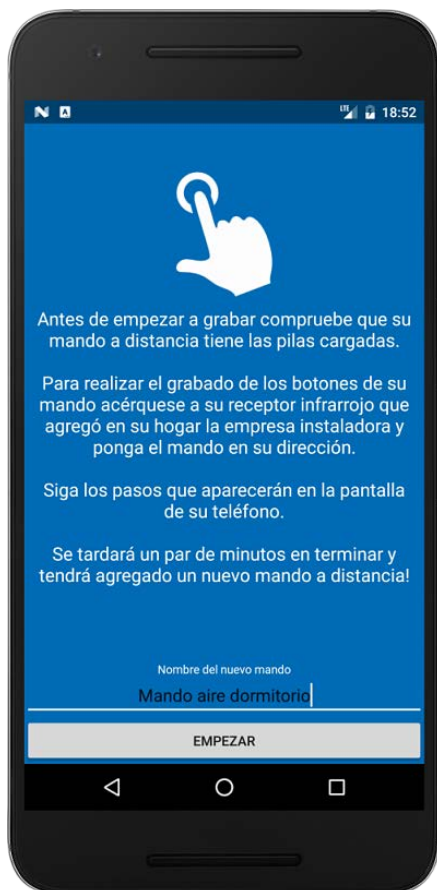 LTE 18:52
Antes de empezar a grabar compruebe que su
mando a distancia tiene las pilas cargadas.
Para realizar el grabado de los botones de su
mando acérquese a su receptor infrarrojo que
agregó en su hogar la empresa instaladora y
ponga el mando en su dirección.
Siga los pasos que aparecerán en la pantalla
de su teléfono.
Se tardará un par de minutos en terminar y
tendrá agregado un nuevo mando a distancia!
Nombre del nuevo mando
Mando aire dormitorio
EMPEZAR